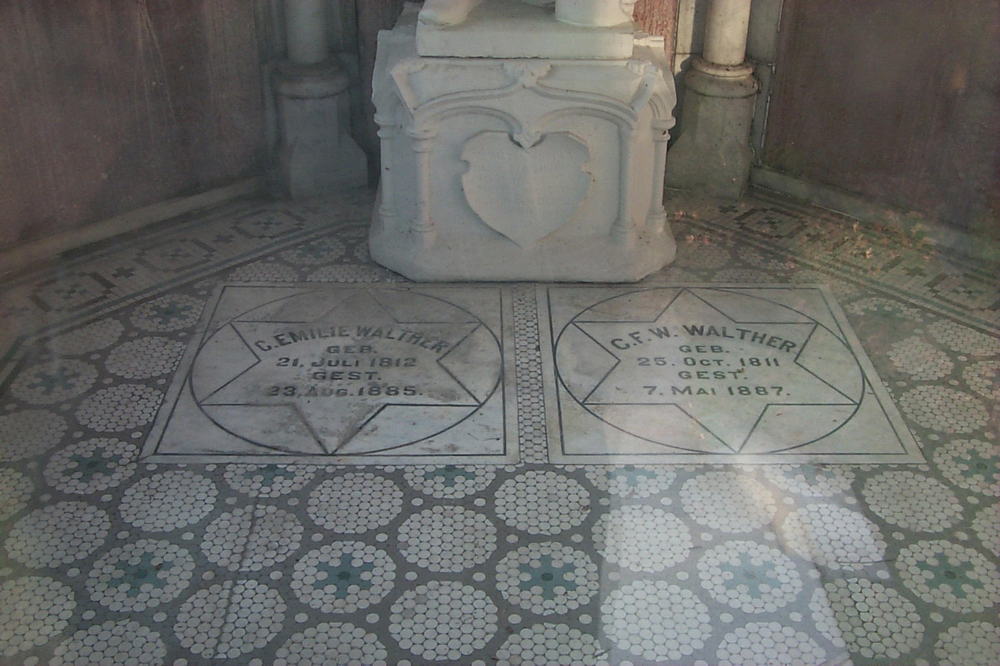 C. EMILIE WALTHER
GEB.
21. JULI 1812
GEST.
23. AUG. 1885.
C. F. W. WALTHER
GEB.
25. OCT. 1811
GEST.
7. MAI 1887.